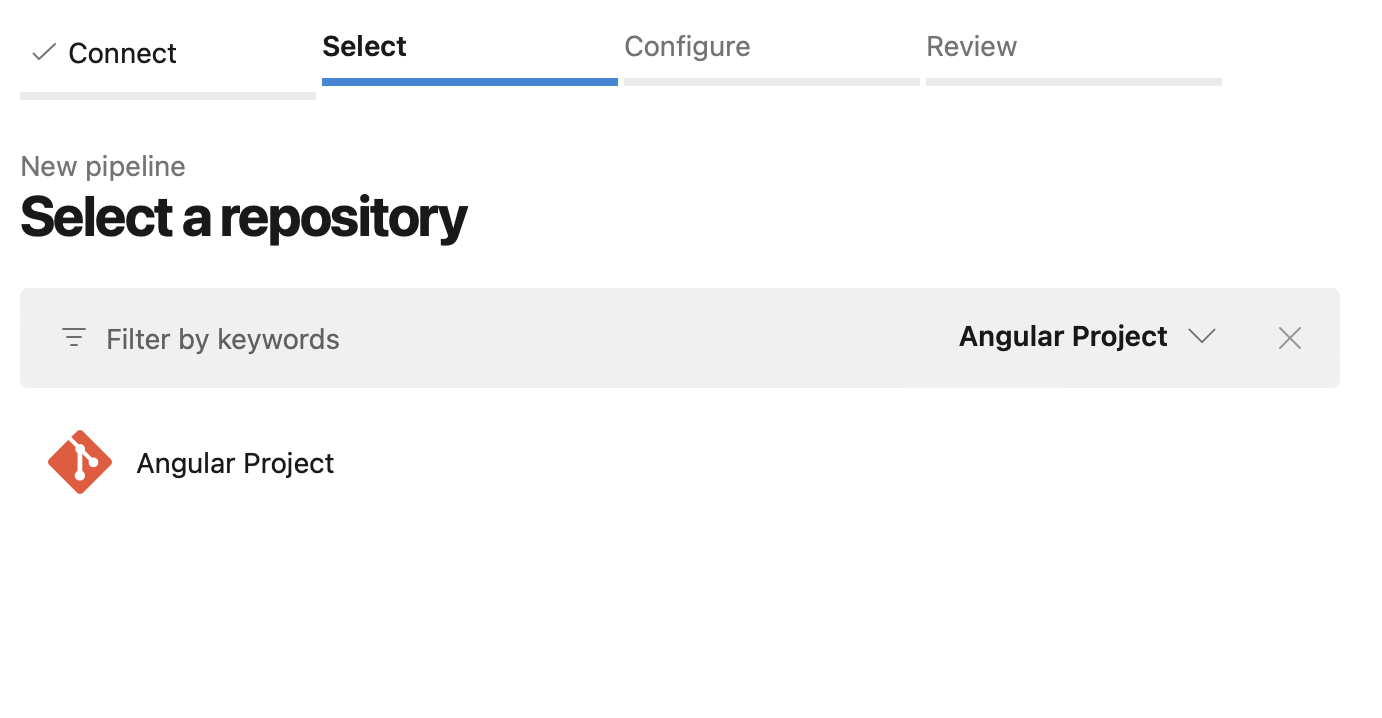 Connect
Select
Configure
Review
New pipeline
Select a repository
Filter by keywords
Angular Project
Angular Project